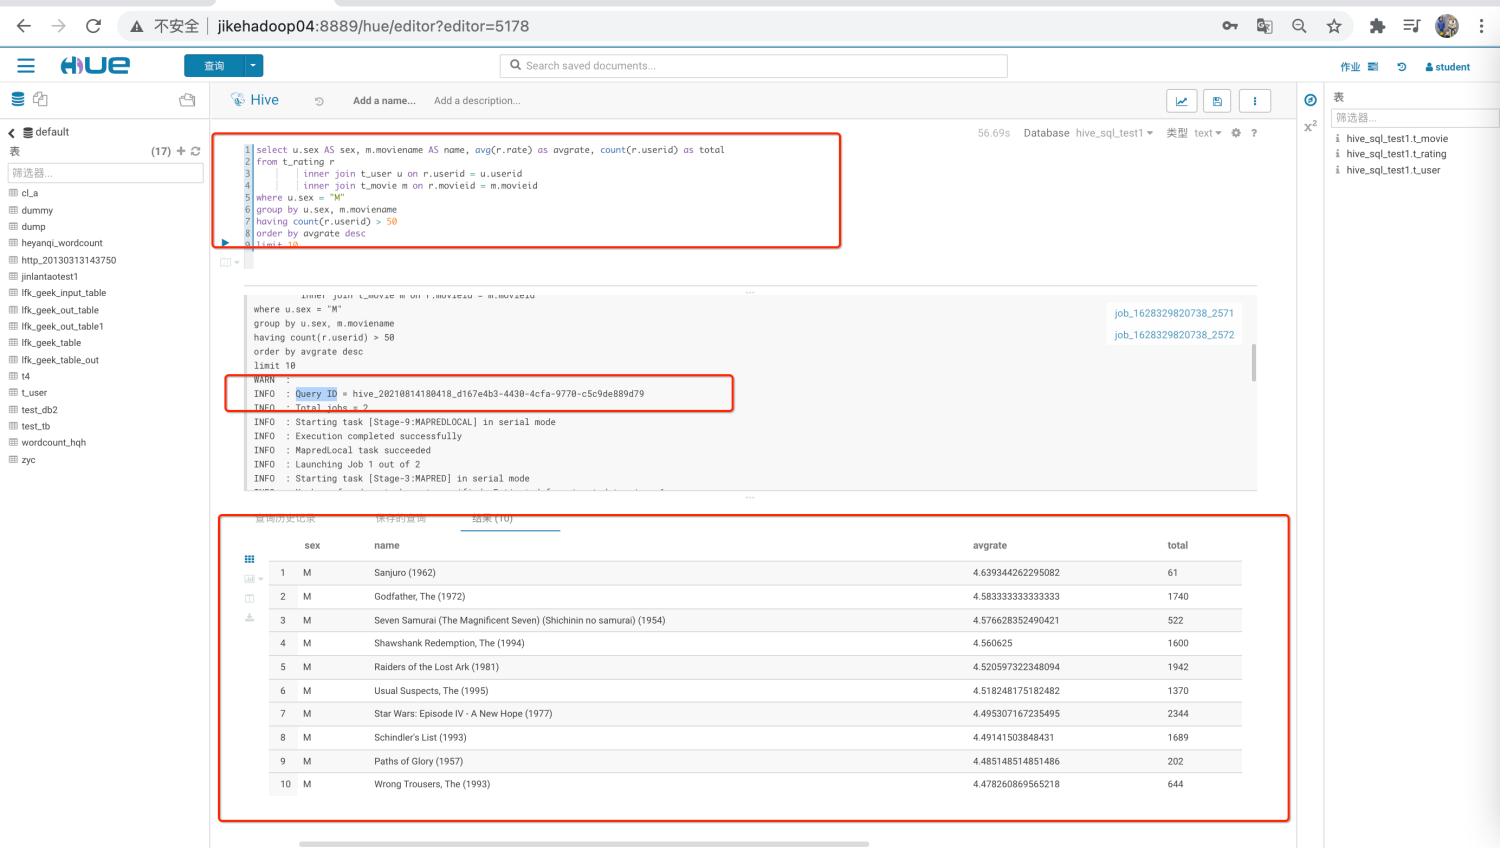 不安全 jikehadoop04:8889/hue/editor?editor=5178
HUE
查询
Search saved documents...
作业
student
default
表 (17)
筛选器...
cl_a
dummy
dump
heyanqi_wordcount
http_20130313143750
jinlantaotest1
lfk_geek_input_table
lfk_geek_out_table
lfk_geek_out_table1
lfk_geek_table
lfk_geek_table_out
t4
t_user
test_db2
test_tb
wordcount_hqh
zyc
Hive Add a name... Add a description...
56.69s Database hive_sql_test1 类型 text ?
1 select u.sex AS sex, m.moviename AS name, avg(r.rate) as avgrate, count(r.userid) as total
2 from t_rating r
3 inner join t_user u on r.userid = u.userid
4 inner join t_movie m on r.movieid = m.movieid
5 where u.sex = "M"
6 group by u.sex, m.moviename
7 having count(r.userid) > 50
8 order by avgrate desc
9 limit 10
inner join t_movie m on r.movieid = m.movieid
where u.sex = "M"
group by u.sex, m.moviename
having count(r.userid) > 50
order by avgrate desc
limit 10
WARN :
INFO : Query ID = hive_20210814180418_d167e4b3-4430-4cfa-9770-c5c9de889d79
INFO : Total jobs = 2
INFO : Starting task [Stage-9:MAPREDLOCAL] in serial mode
INFO : Execution completed successfully
INFO : MapredLocal task succeeded
INFO : Launching Job 1 out of 2
INFO : Starting task [Stage-3:MAPRED] in serial mode
job_1628329820738_2571
job_1628329820738_2572
查询历史记录 保存的查询 结果 (10)
sex name avgrate total
1 M Sanjuro (1962) 4.639344262295082 61
2 M Godfather, The (1972) 4.583333333333333 1740
3 M Seven Samurai (The Magnificent Seven) (Shichinin no samurai) (1954) 4.576628352490421 522
4 M Shawshank Redemption, The (1994) 4.560625 1600
5 M Raiders of the Lost Ark (1981) 4.520597322348094 1942
6 M Usual Suspects, The (1995) 4.518248175182482 1370
7 M Star Wars: Episode IV - A New Hope (1977) 4.495307167235495 2344
8 M Schindler's List (1993) 4.49141503848431 1689
9 M Paths of Glory (1957) 4.485148514851486 202
10 M Wrong Trousers, The (1993) 4.478260869565218 644
x²
表
筛选器...
hive_sql_test1.t_movie
hive_sql_test1.t_rating
hive_sql_test1.t_user